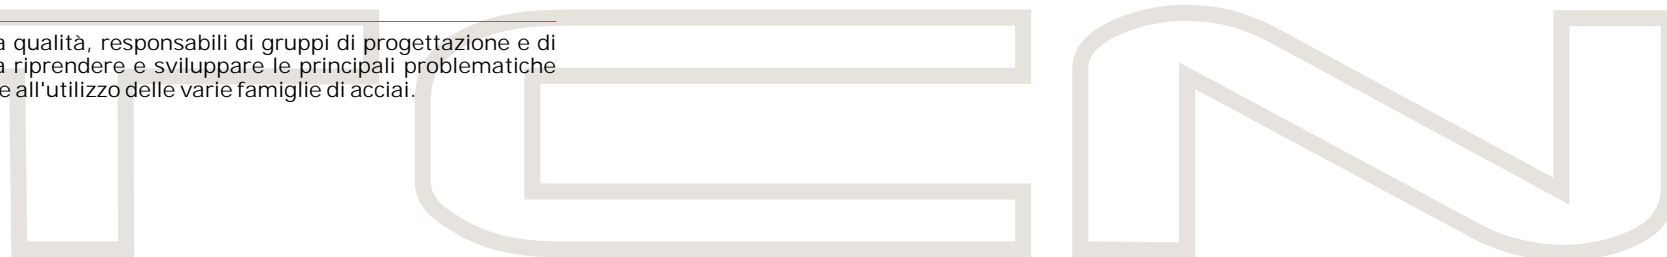 a qualità, responsabili di gruppi di progettazione e di
a riprendere e sviluppare le principali problematiche
e all'utilizzo delle varie famiglie di acciai.
TCN